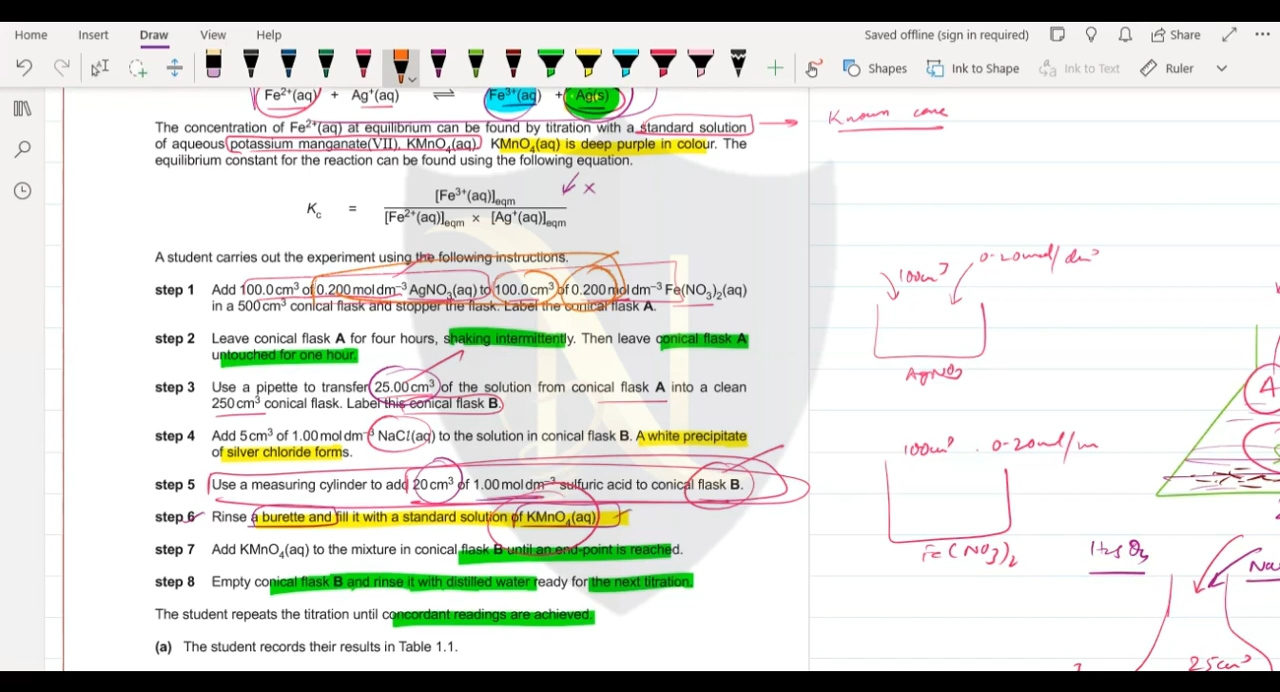 Home Insert Draw View Help Saved offline (sign in required) Share
Shapes Ink to Shape Ink to Text Ruler
Fe²⁺(aq) + Ag⁺(aq) ⇌ Fe³⁺(aq) + Ag(s)
The concentration of Fe²⁺(aq) at equilibrium can be found by titration with a standard solution
of aqueous potassium manganate(VII), KMnO₄(aq). KMnO₄(aq) is deep purple in colour. The
equilibrium constant for the reaction can be found using the following equation.
K꜀ = [Fe³⁺(aq)]eqm / [Fe²⁺(aq)]eqm × [Ag⁺(aq)]eqm
x
A student carries out the experiment using the following instructions.
step 1 Add 100.0 cm³ of 0.200 mol dm⁻³ AgNO₃(aq) to 100.0 cm³ of 0.200 mol dm⁻³ Fe(NO₃)₂(aq)
in a 500 cm³ conical flask and stopper the flask. Label the conical flask A.
step 2 Leave conical flask A for four hours, shaking intermittently. Then leave conical flask A
untouched for one hour.
step 3 Use a pipette to transfer 25.00 cm³ of the solution from conical flask A into a clean
250 cm³ conical flask. Label this conical flask B.
step 4 Add 5 cm³ of 1.00 mol dm⁻³ NaCl(aq) to the solution in conical flask B. A white precipitate
of silver chloride forms.
step 5 Use a measuring cylinder to add 20 cm³ of 1.00 mol dm⁻³ sulfuric acid to conical flask B.
step 6 Rinse a burette and fill it with a standard solution of KMnO₄(aq)
step 7 Add KMnO₄(aq) to the mixture in conical flask B until an end-point is reached.
step 8 Empty conical flask B and rinse it with distilled water ready for the next titration.
The student repeats the titration until concordant readings are achieved.
(a) The student records their results in Table 1.1.
Known conc
100cm³ 0.20mol/dm³
AgNO₃
A
100cm³ 0.20mol/m
Fe(NO₃)₂
H₂SO₄
Na
25cm³